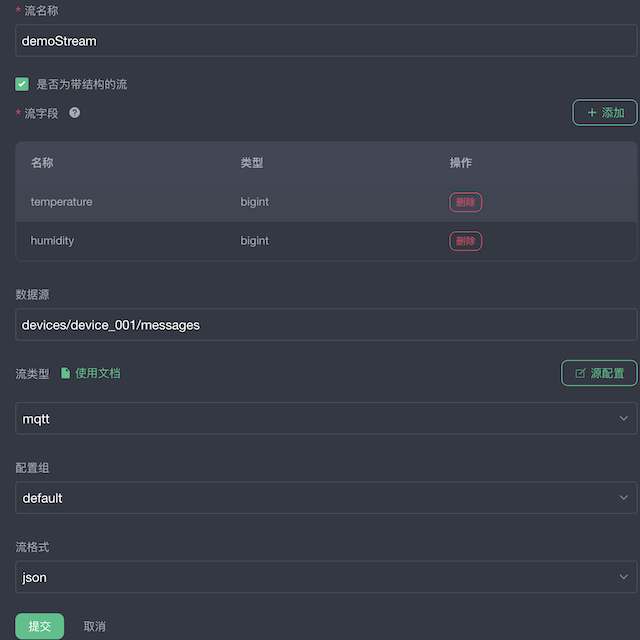 * 流名称
demoStream
是否为带结构的流
* 流字段 ?
+ 添加
名称 类型 操作
temperature bigint 删除
humidity bigint 删除
数据源
devices/device_001/messages
流类型 使用文档 源配置
mqtt
配置组
default
流格式
json
提交 取消